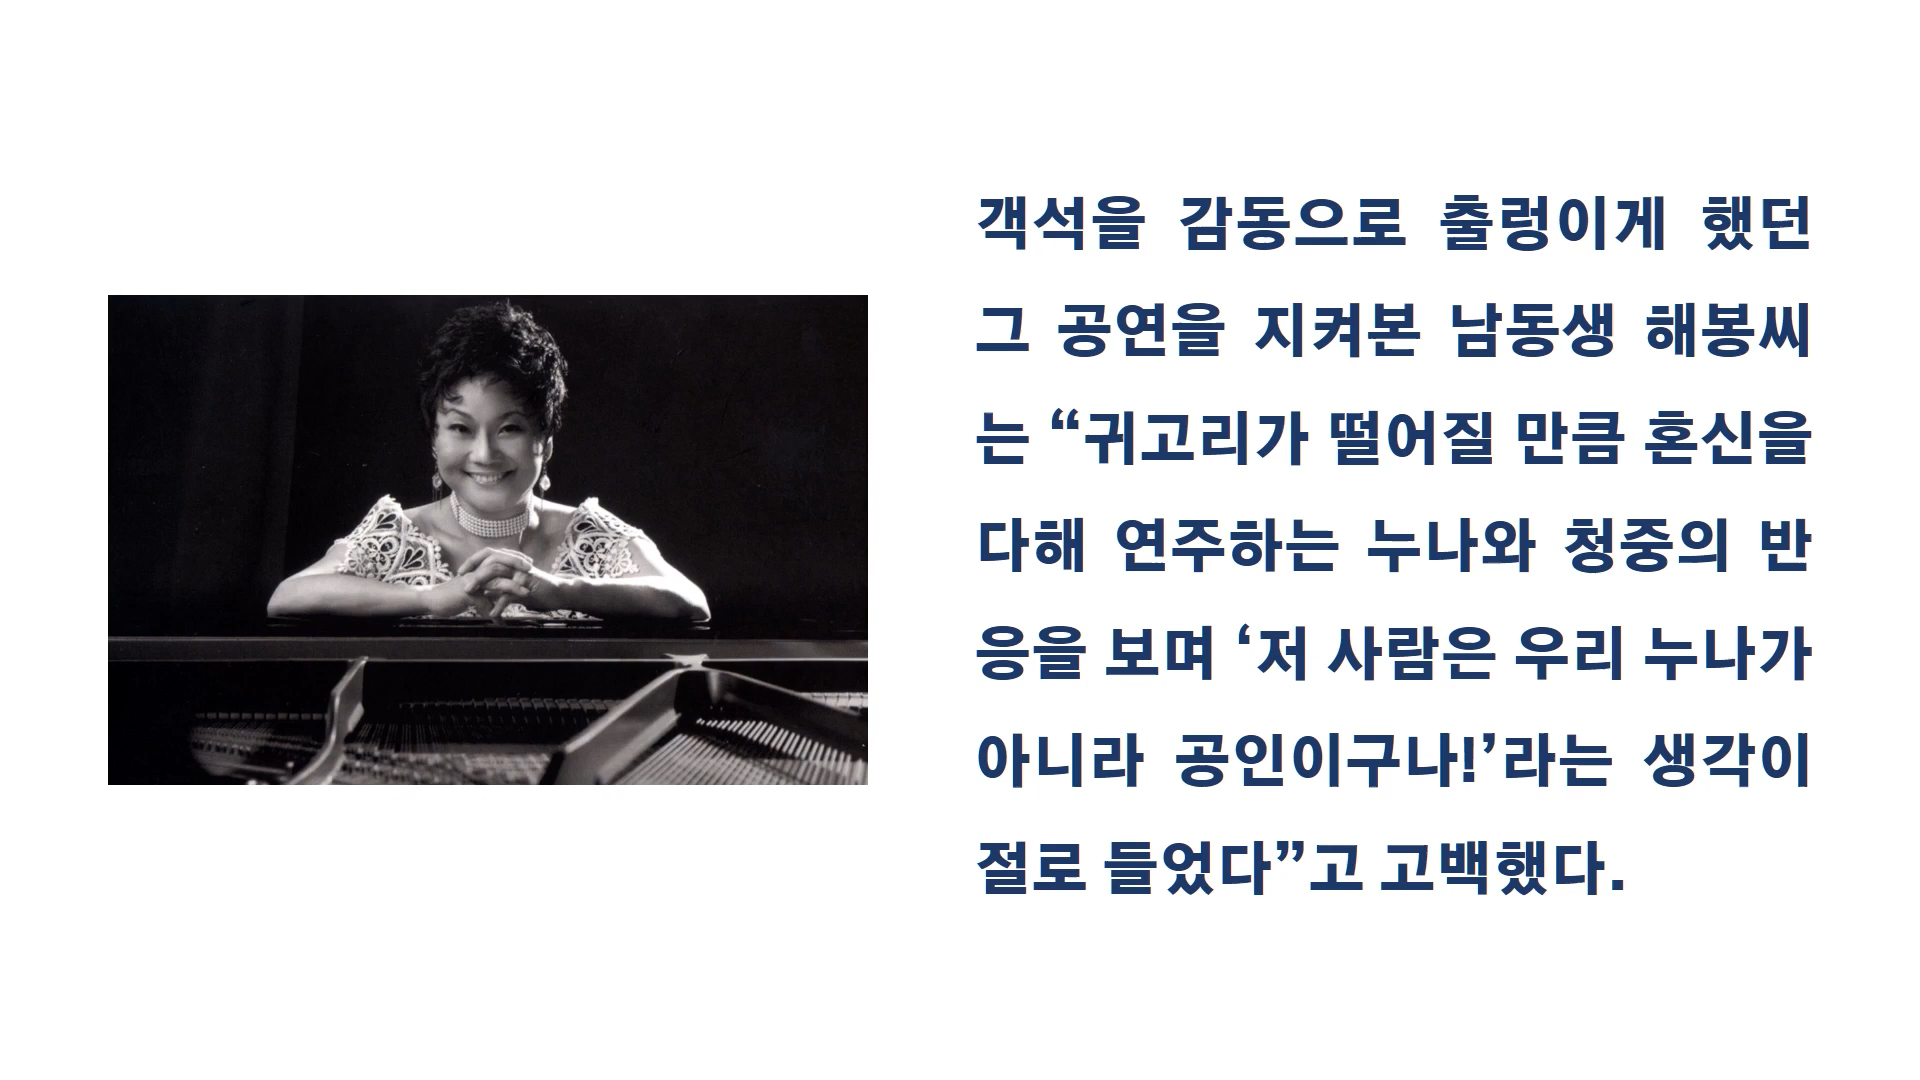 객석을 감동으로 출렁이게 했던
그 공연을 지켜본 남동생 해봉씨
는 “귀고리가 떨어질 만큼 혼신을
다해 연주하는 누나와 청중의 반
응을 보며 ‘저 사람은 우리 누나가
아니라 공인이구나!’라는 생각이
절로 들었다”고 고백했다.